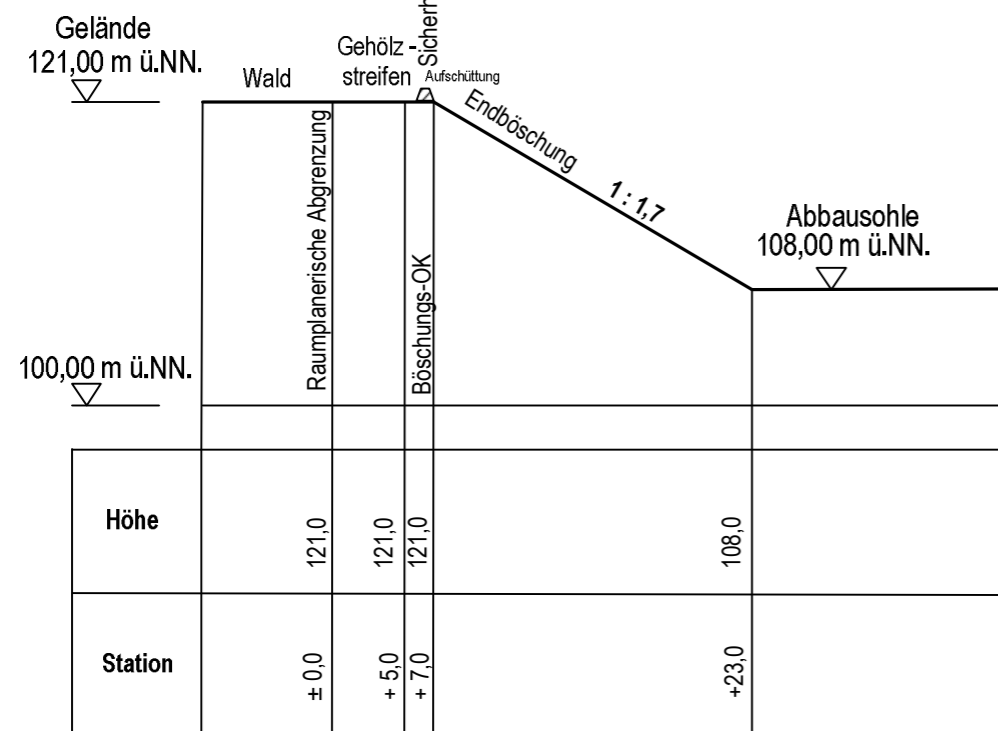 Gelände
121,00 m ü.NN.
Wald
Gehölz -
streifen
Aufschüttung
Endböschung
1 : 1,7
Abbausohle
108,00 m ü.NN.
Raumplanerische Abgrenzung
Böschungs-OK
100,00 m ü.NN.
Höhe
121,0
121,0
121,0
108,0
Station
± 0,0
+ 5,0
+ 7,0
+23,0